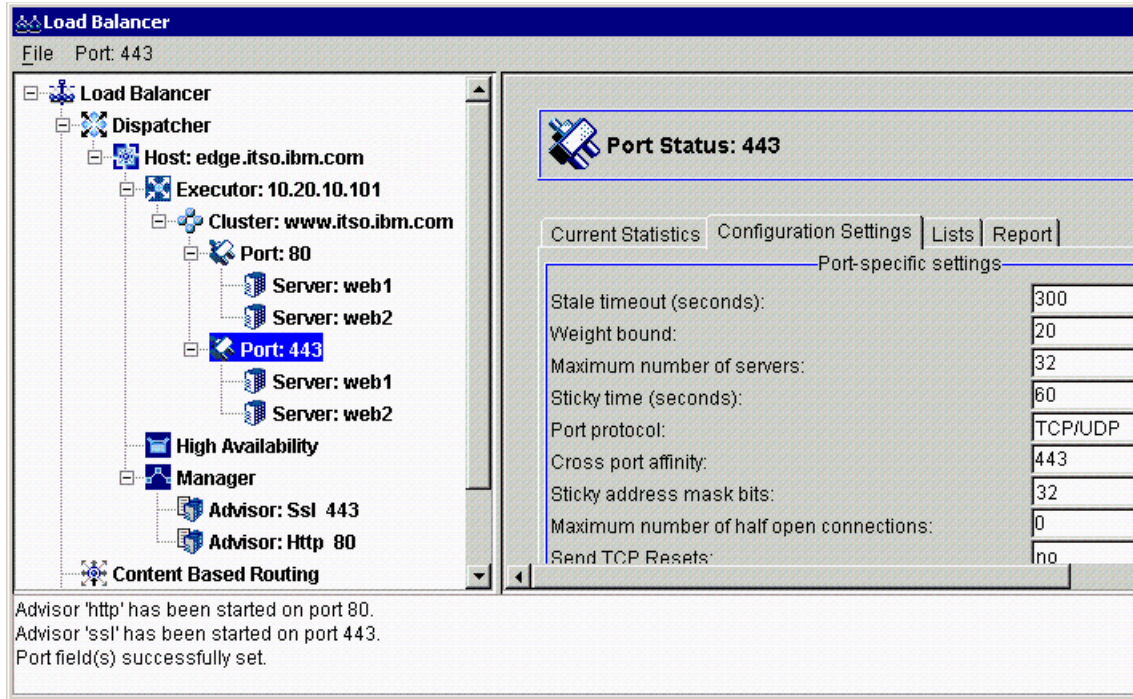 Load Balancer
File Port: 443
Load Balancer
Dispatcher
Host: edge.itso.ibm.com
Executor: 10.20.10.101
Cluster: www.itso.ibm.com
Port: 80
Server: web1
Server: web2
Port: 443
Server: web1
Server: web2
High Availability
Manager
Advisor: Ssl 443
Advisor: Http 80
Content Based Routing
Port Status: 443
Current Statistics Configuration Settings Lists Report
Port-specific settings
Stale timeout (seconds): 300
Weight bound: 20
Maximum number of servers: 32
Sticky time (seconds): 60
Port protocol: TCP/UDP
Cross port affinity: 443
Sticky address mask bits: 32
Maximum number of half open connections: 0
Send TCP Resets: no
Advisor 'http' has been started on port 80.
Advisor 'ssl' has been started on port 443.
Port field(s) successfully set.